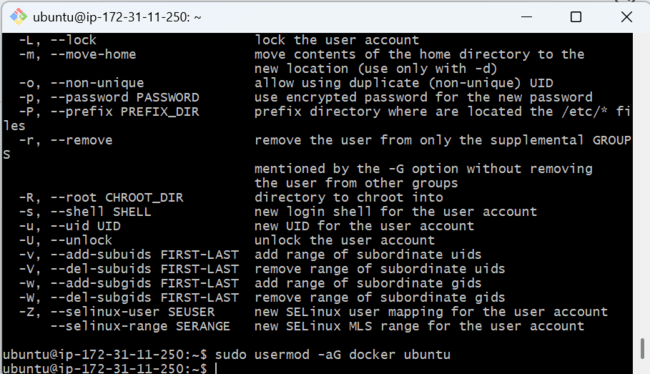 ubuntu@ip-172-31-11-250: ~
  -L, --lock                    lock the user account
  -m, --move-home               move contents of the home directory to the
                                new location (use only with -d)
  -o, --non-unique              allow using duplicate (non-unique) UID
  -p, --password PASSWORD       use encrypted password for the new password
  -P, --prefix PREFIX_DIR       prefix directory where are located the /etc/* fi
les
  -r, --remove                  remove the user from only the supplemental GROUP
S
                                mentioned by the -G option without removing
                                the user from other groups
  -R, --root CHROOT_DIR         directory to chroot into
  -s, --shell SHELL             new login shell for the user account
  -u, --uid UID                 new UID for the user account
  -U, --unlock                  unlock the user account
  -v, --add-subuids FIRST-LAST  add range of subordinate uids
  -V, --del-subuids FIRST-LAST  remove range of subordinate uids
  -w, --add-subgids FIRST-LAST  add range of subordinate gids
  -W, --del-subgids FIRST-LAST  remove range of subordinate gids
  -Z, --selinux-user SEUSER     new SELinux user mapping for the user account
      --selinux-range SERANGE   new SELinux MLS range for the user account
ubuntu@ip-172-31-11-250:~$ sudo usermod -aG docker ubuntu
ubuntu@ip-172-31-11-250:~$